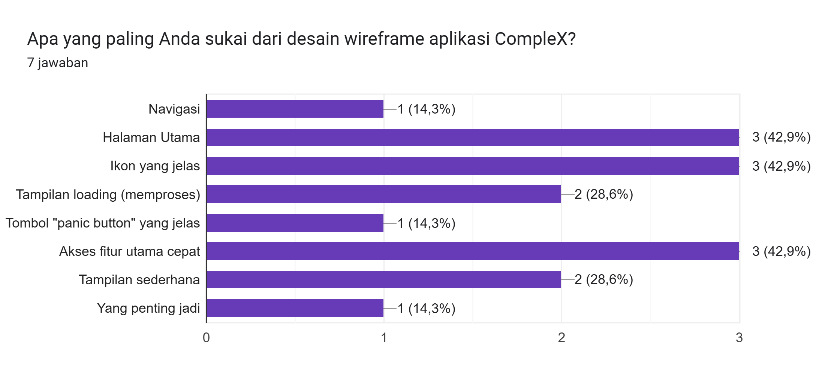 Apa yang paling Anda sukai dari desain wireframe aplikasi CompleX?
7 jawaban
Navigasi 1 (14,3%)
Halaman Utama 3 (42,9%)
Ikon yang jelas 3 (42,9%)
Tampilan loading (memproses) 2 (28,6%)
Tombol "panic button" yang jelas 1 (14,3%)
Akses fitur utama cepat 3 (42,9%)
Tampilan sederhana 2 (28,6%)
Yang penting jadi 1 (14,3%)
0 1 2 3